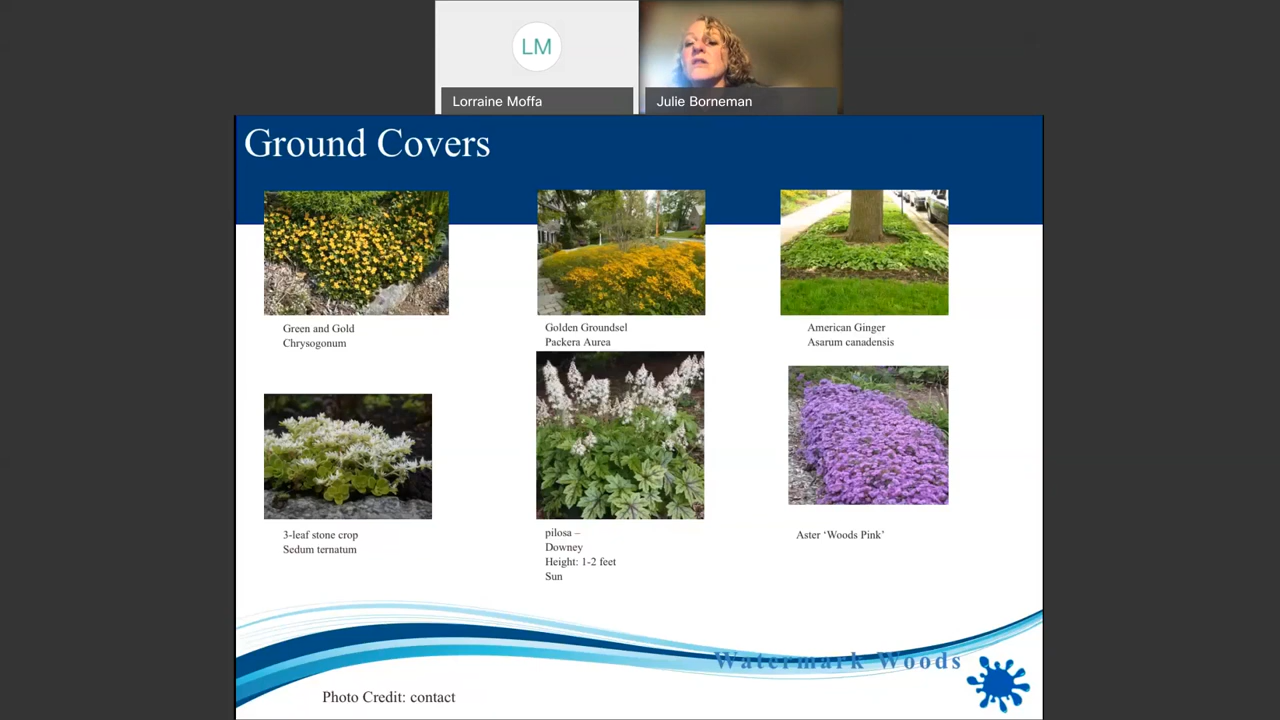 LM
Lorraine Moffa
Julie Borneman
Ground Covers
Green and Gold
Chrysogonum
Golden Groundsel
Packera Aurea
American Ginger
Asarum canadensis
3-leaf stone crop
Sedum ternatum
pilosa –
Downey
Height: 1-2 feet
Sun
Aster ‘Woods Pink’
Watermark Woods
Photo Credit: contact